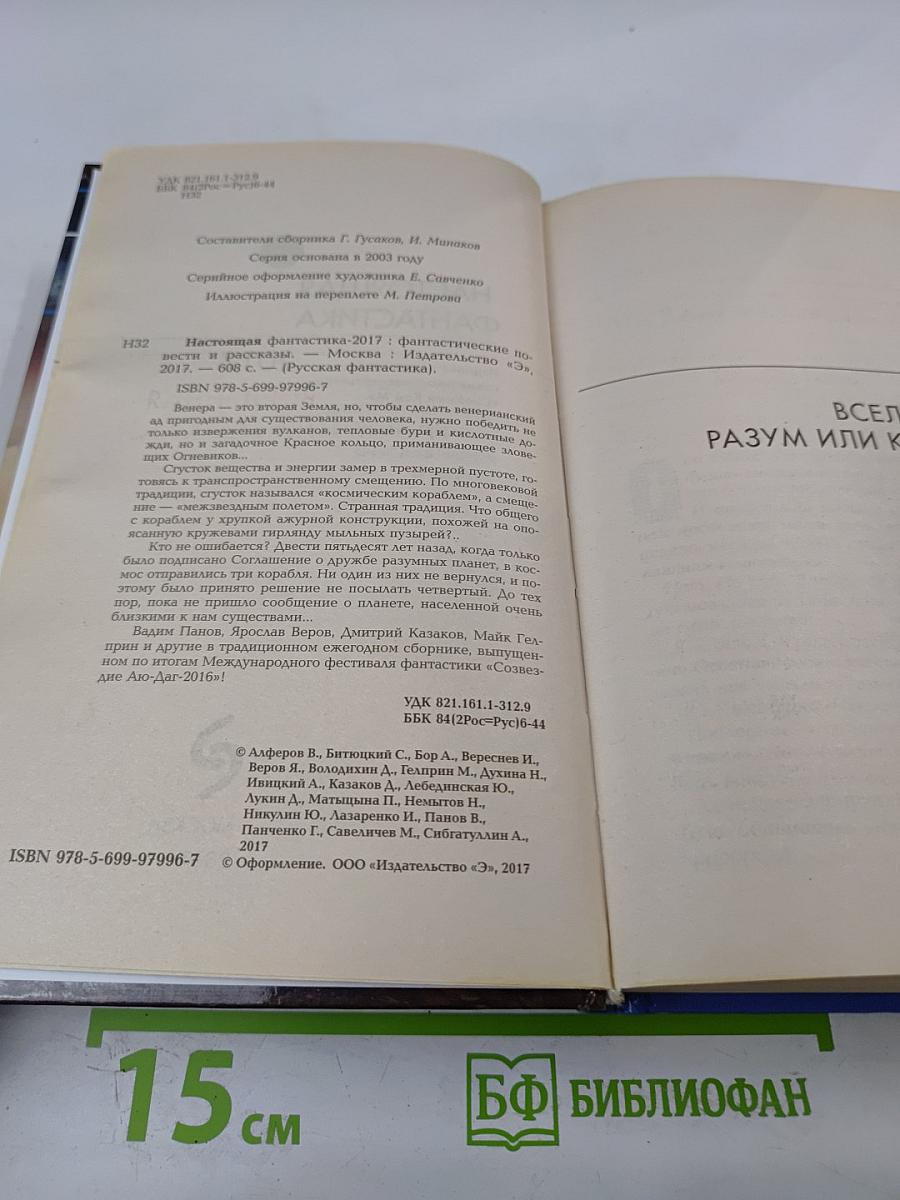 УДК 821.161.1-312.9
ББК 84(2Рос=Рус)6-44
Н32
Составители сборника Г. Гусаков, И. Минаков
Серия основана в 2003 году
Серийное оформление художника Е. Савченко
Иллюстрация на переплете М. Петрова
Н32 Настоящая фантастика-2017 : фантастические по-
вести и рассказы. — Москва : Издательство «Э»,
2017. — 608 с. — (Русская фантастика).
ISBN 978-5-699-97996-7
Венера — это вторая Земля, но, чтобы сделать венерианский
ад пригодным для существования человека, нужно победить не
только извержения вулканов, тепловые бури и кислотные до-
жди, но и загадочное Красное кольцо, приманивающее злове-
щих Огневиков...
Сгусток вещества и энергии замер в трехмерной пустоте, го-
товясь к транспространственному смещению. По многовековой
традиции, сгусток назывался «космическим кораблем», а смеще-
ние — «межзвездным полетом». Странная традиция. Что общего
с кораблем у хрупкой ажурной конструкции, похожей на опо-
ясанную кружевами гирлянду мыльных пузырей?..
Кто не ошибается? Двести пятьдесят лет назад, когда только
было подписано Соглашение о дружбе разумных планет, в кос-
мос отправились три корабля. Ни один из них не вернулся, и по-
этому было принято решение не посылать четвертый. До тех
пор, пока не пришло сообщение о планете, населенной очень
близкими к нам существами...
Вадим Панов, Ярослав Веров, Дмитрий Казаков, Майк Гел-
прин и другие в традиционном ежегодном сборнике, выпущен-
ном по итогам Международного фестиваля фантастики «Созвез-
дие Аю-Даг-2016»!
УДК 821.161.1-312.9
ББК 84(2Рос=Рус)6-44
© Алферов В., Битюцкий С., Бор А., Вереснев И.,
Веров Я., Володихин Д., Гелприн М., Духина Н.,
Ивицкий А., Казаков Д., Лебединская Ю.,
Лукин Д., Матыцына П., Немытов Н.,
Никулин Ю., Лазаренко И., Панов В.,
Панченко Г., Савеличев М., Сибгатуллин А.,
2017
ISBN 978-5-699-97996-7 © Оформление. ООО «Издательство «Э», 2017
ВСЕЛ
РАЗУМ ИЛИ К
15 см
БФ БИБЛИОФАН